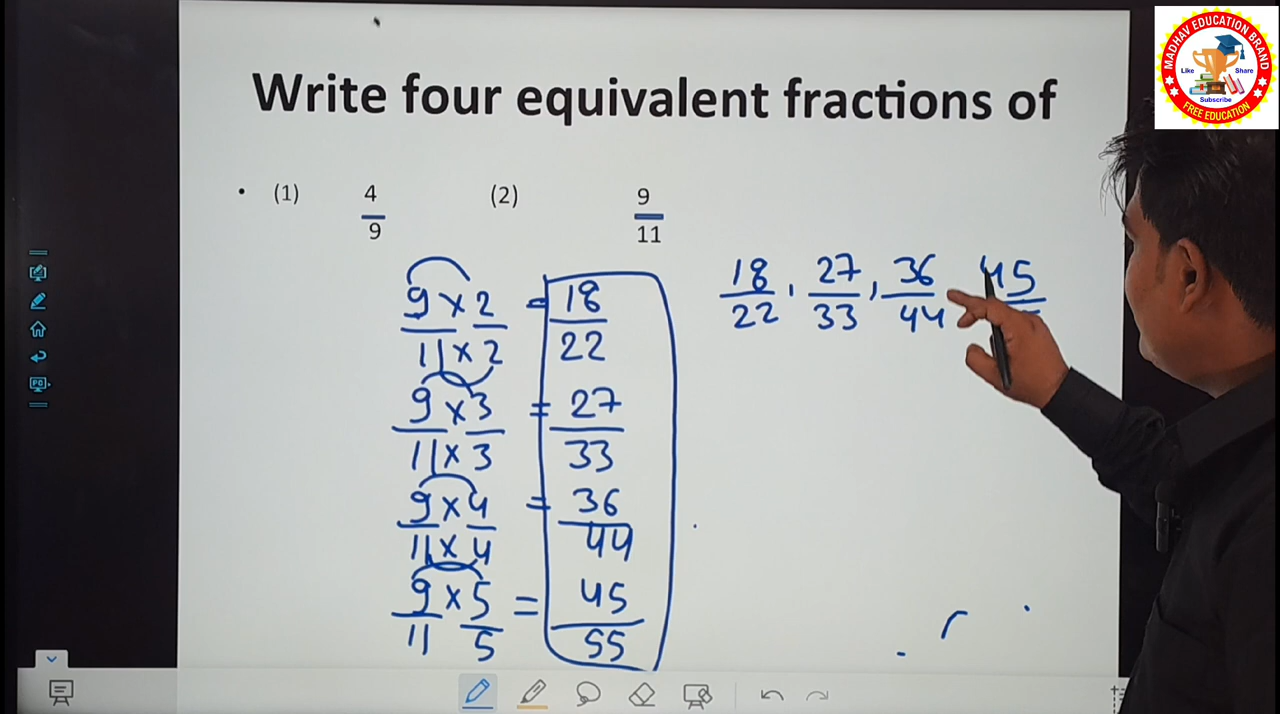 Write four equivalent fractions of
• (1) 4/9 (2) 9/11
9/11 × 2/2 = 18/22
9/11 × 3/3 = 27/33
9/11 × 4/4 = 36/44
9/11 × 5/5 = 45/55
18/22, 27/33, 36/44 45
MADHAV EDUCATION BRAND
Like
Share
Subscribe
FREE EDUCATION